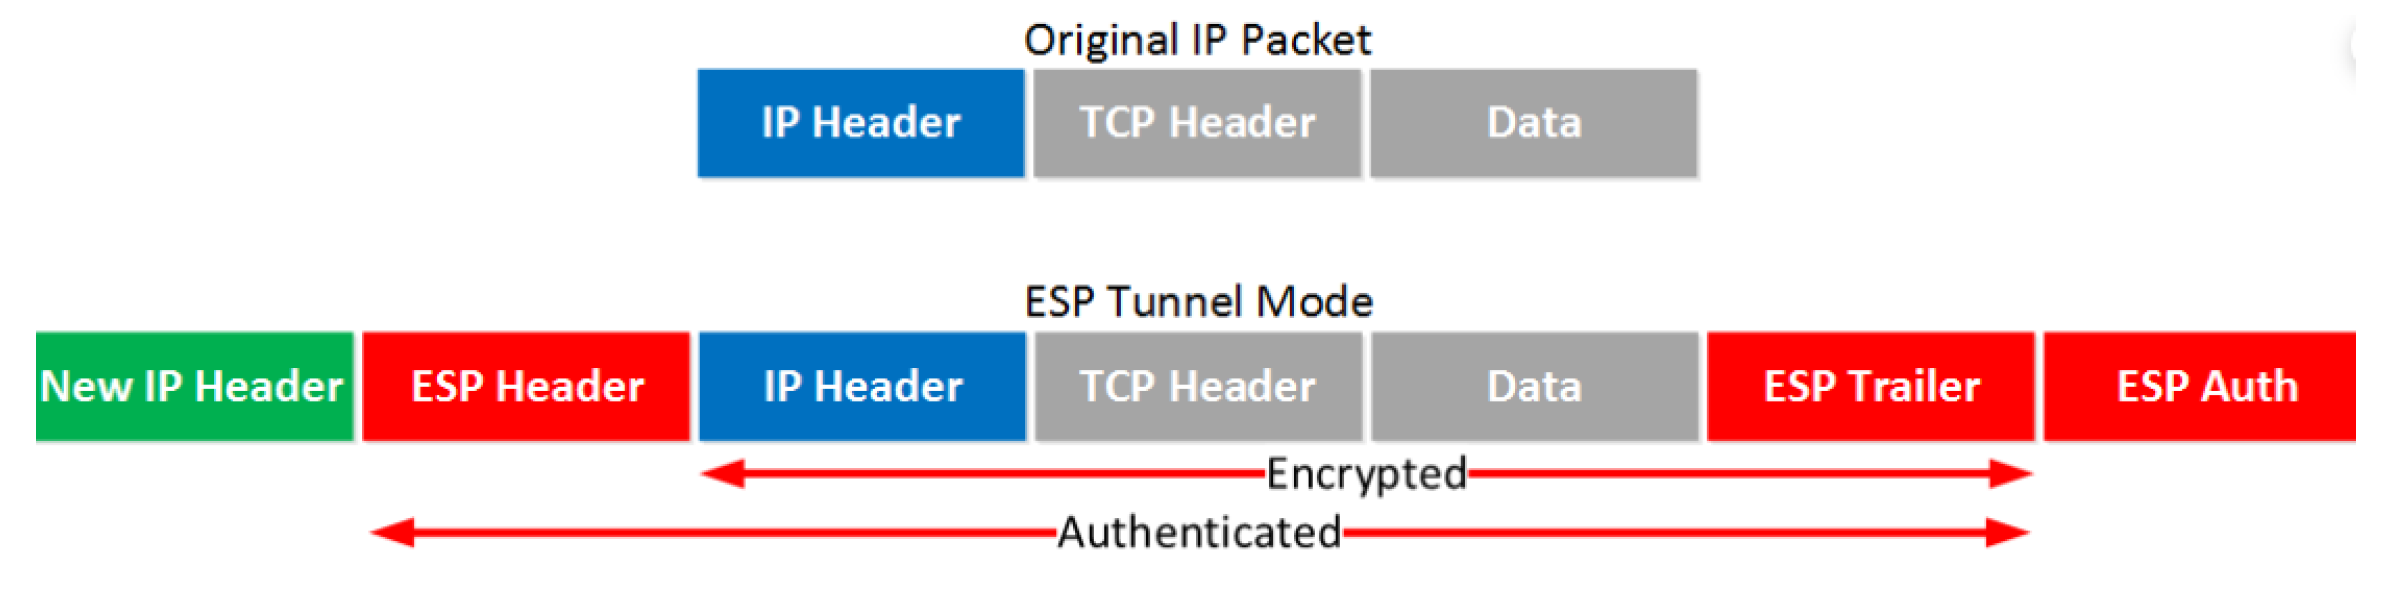 Original IP Packet
IP Header TCP Header Data
ESP Tunnel Mode
New IP Header ESP Header IP Header TCP Header Data ESP Trailer ESP Auth
Encrypted
Authenticated